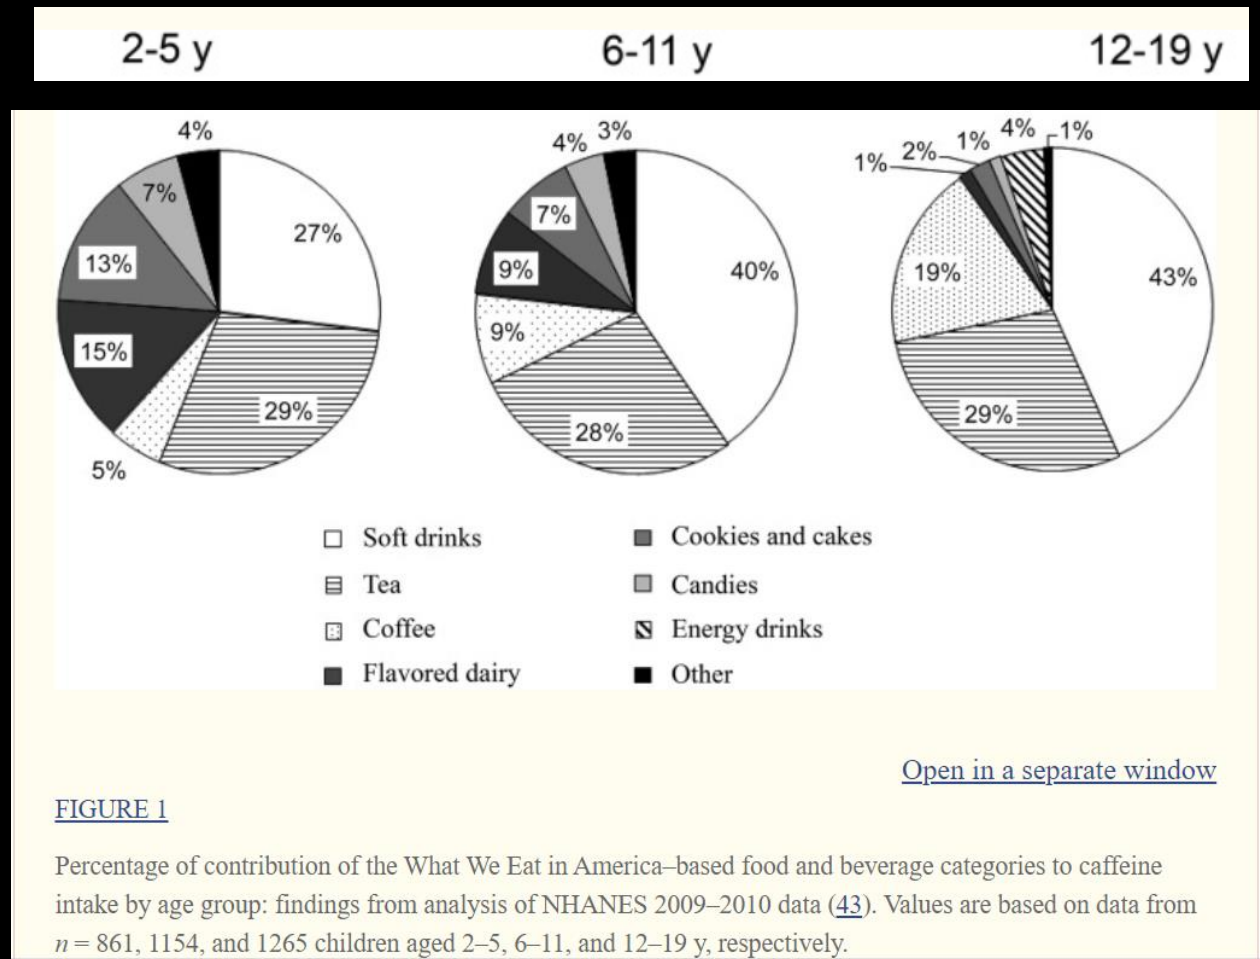 2-5 y
6-11 y
12-19 y
4%
7%
27%
13%
15%
29%
5%
4%
3%
7%
40%
9%
9%
28%
1%
2%
1%
4%
1%
19%
43%
29%
Soft drinks
Tea
Coffee
Flavored dairy
Cookies and cakes
Candies
Energy drinks
Other
Open in a separate window
FIGURE 1
Percentage of contribution of the What We Eat in America–based food and beverage categories to caffeine
intake by age group: findings from analysis of NHANES 2009–2010 data (43). Values are based on data from
n = 861, 1154, and 1265 children aged 2–5, 6–11, and 12–19 y, respectively.